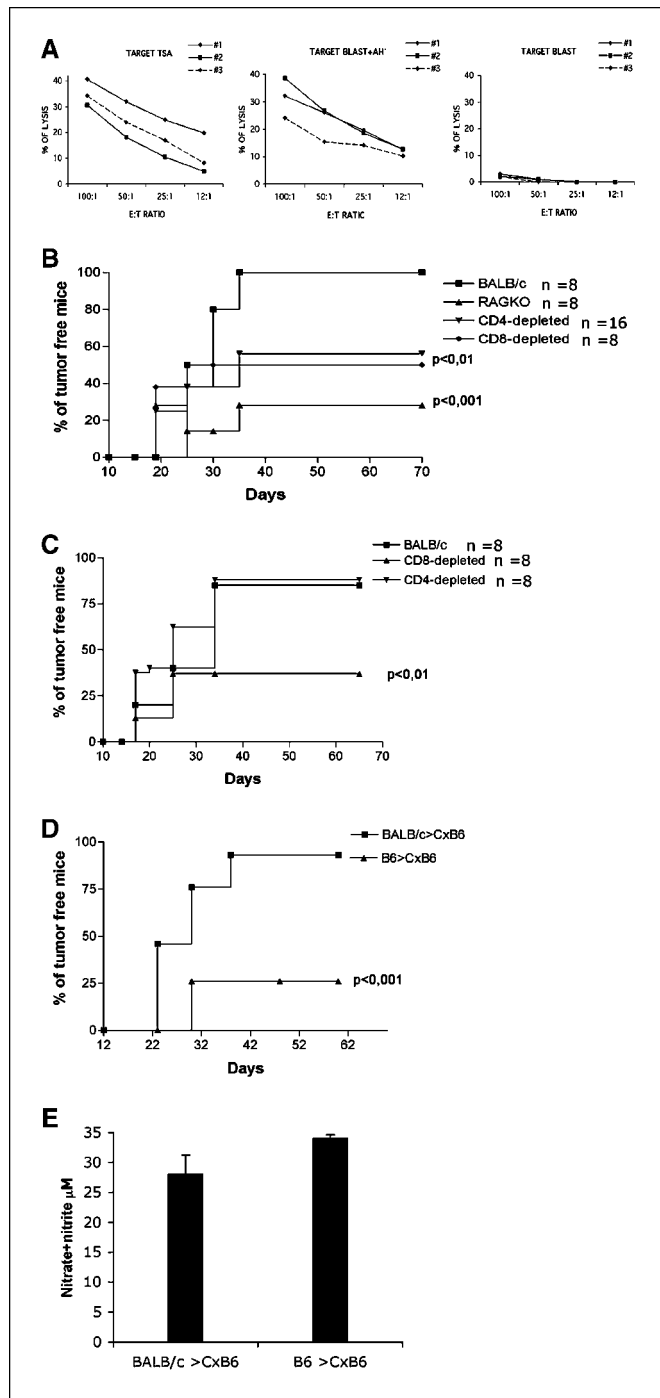 A
TARGET TSA
#1
#2
#3
% OF LYSIS
40
30
20
10
0
100:1 50:1 25:1 12:1
E:T RATIO
TARGET BLAST+AH
#1
#2
#3
% OF LYSIS
40
30
20
10
0
100:1 50:1 25:1 12:1
E:T RATIO
TARGET BLAST
#1
#2
#3
% OF LYSIS
40
30
20
10
0
100:1 50:1 25:1 12:1
E:T RATIO
B
% of tumor free mice
100
80
60
40
20
0
10 20 30 40 50 60 70
Days
BALB/c n =8
RAGKO n =8
CD4-depleted n =16
CD8-depleted n =8
p<0,01
p<0,001
C
% of tumor free mice
100
75
50
25
0
10 20 30 40 50 60 70
Days
BALB/c n =8
CD8-depleted n =8
CD4-depleted n =8
p<0,01
D
% of tumor free mice
100
75
50
25
0
12 22 32 42 52 62
Days
BALB/c>CxB6
B6>CxB6
p<0,001
E
Nitrate+nitrite µM
35
30
25
20
15
10
5
0
BALB/c >CxB6 B6 >CxB6